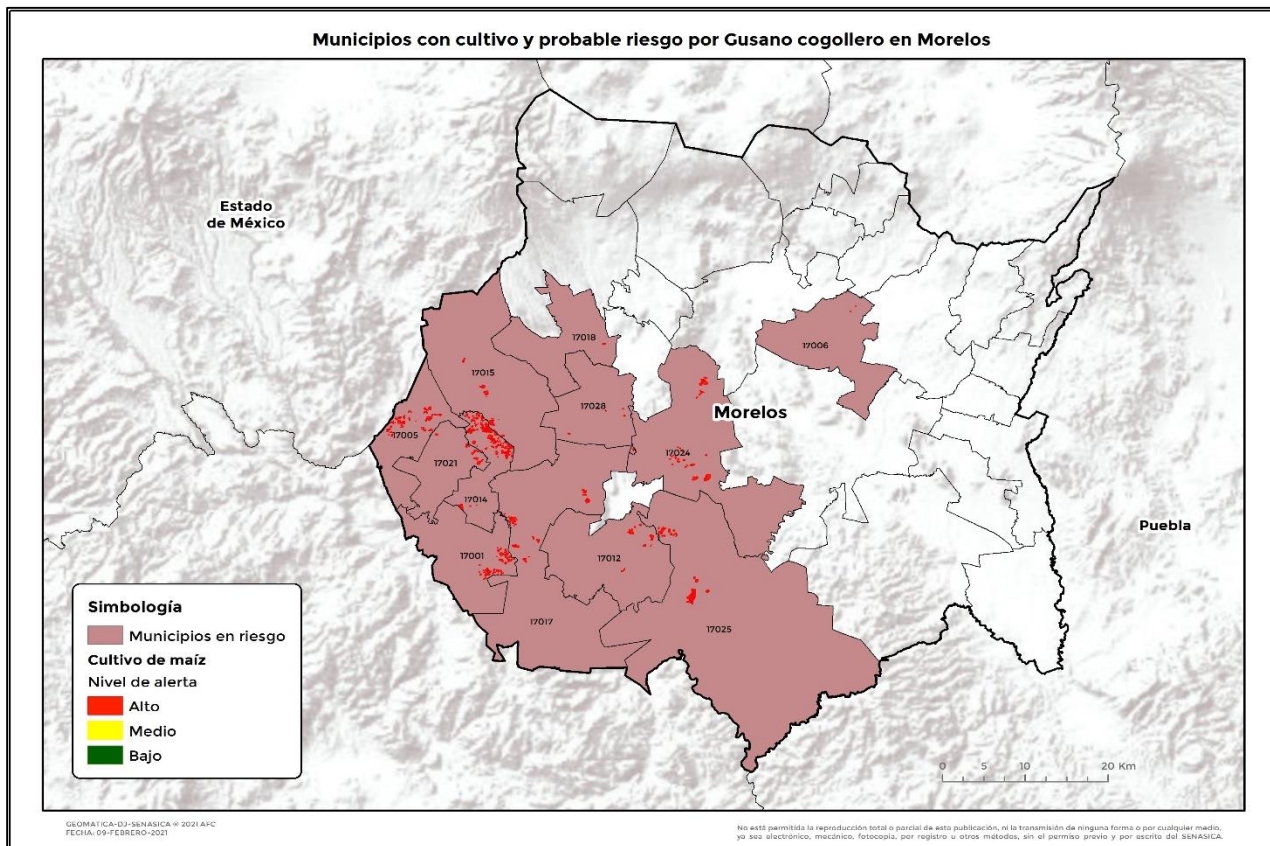 Municipios con cultivo y probable riesgo por Gusano cogollero en Morelos
Estado
de México
17018
17006
17015
17028
Morelos
17005
17021
17024
17014
Puebla
17001
17012
17017
17025
Simbología
Municipios en riesgo
Cultivo de maíz
Nivel de alerta
Alto
Medio
Bajo
0 5 10 20 Km
GEOMÁTICA-DJ-SENASICA ® 2021 AFC
FECHA: 09-FEBRERO-2021
No está permitida la reproducción total o parcial de esta publicación, ni la transmisión de ninguna forma o por cualquier medio,
ya sea electrónico, mecánico, fotocopia, por registro u otros métodos, sin el permiso previo y por escrito del SENASICA.